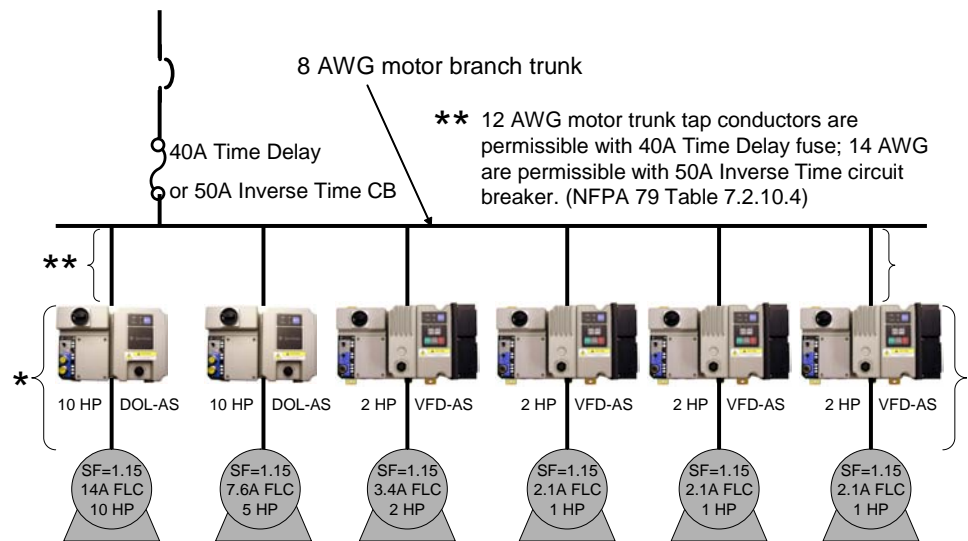 8 AWG motor branch trunk
** 12 AWG motor trunk tap conductors are
permissible with 40A Time Delay fuse; 14 AWG
are permissible with 50A Inverse Time circuit
breaker. (NFPA 79 Table 7.2.10.4)
40A Time Delay
or 50A Inverse Time CB
**
*
10 HP DOL-AS
10 HP DOL-AS
2 HP VFD-AS
2 HP VFD-AS
2 HP VFD-AS
2 HP VFD-AS
SF=1.15
14A FLC
10 HP
SF=1.15
7.6A FLC
5 HP
SF=1.15
3.4A FLC
2 HP
SF=1.15
2.1A FLC
1 HP
SF=1.15
2.1A FLC
1 HP
SF=1.15
2.1A FLC
1 HP